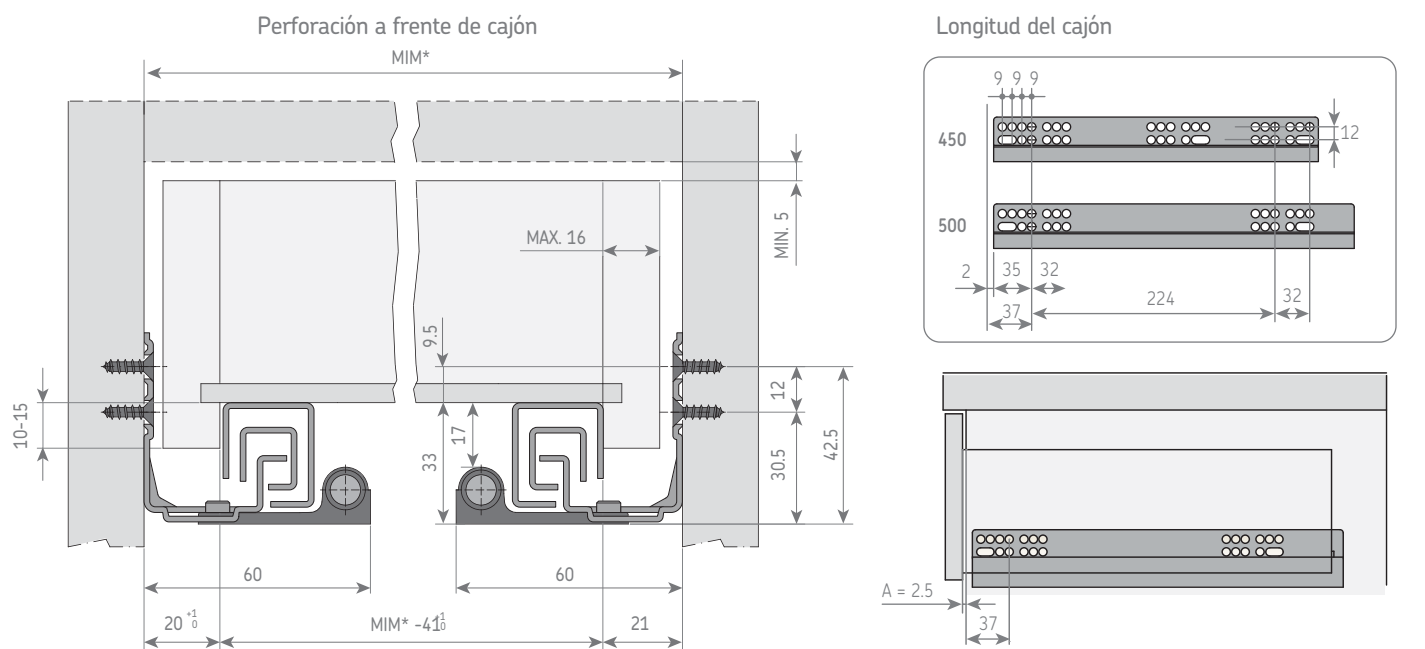 Perforación a frente de cajón
MIM*
MAX. 16
MIN. 5
9.5
10-15
17
33
12
30.5
42.5
60
60
20 +1 0
MIM* -41 +1 0
21
Longitud del cajón
9 9 9
450
12
500
2
35
32
37
224
32
A = 2.5
37